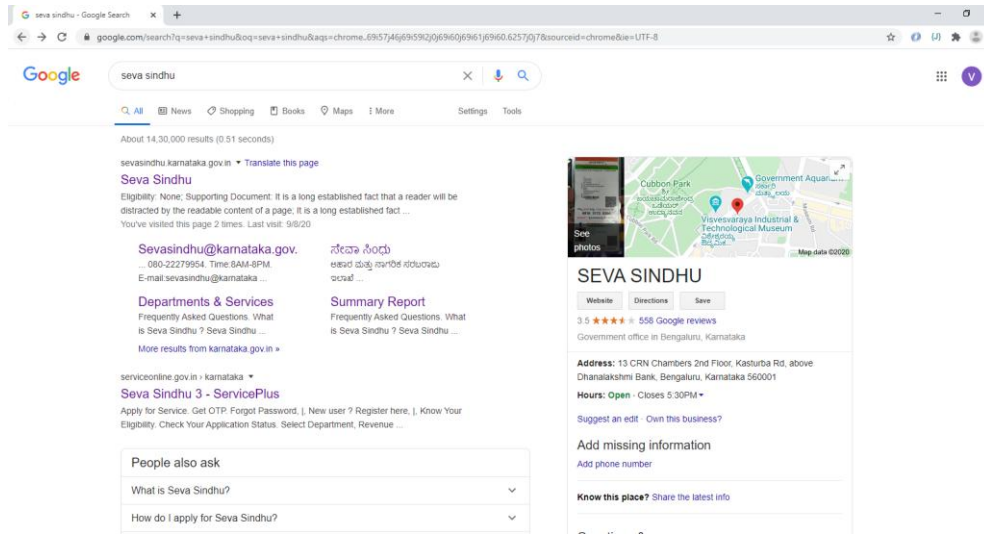 seva sindhu - Google Search
google.com/search?q=seva+sindhu&oq=seva+sindhu&aqs=chrome..69i57j46j69i59l2j0j69i60j69i61j69i60.6257j0j7&sourceid=chrome&ie=UTF-8
Google
seva sindhu
V
All News Shopping Books Maps More Settings Tools
About 14,30,000 results (0.51 seconds)
sevasindhu.karnataka.gov.in Translate this page
Seva Sindhu
Eligibility: None; Supporting Document: It is a long established fact that a reader will be
distracted by the readable content of a page; It is a long established fact ...
You've visited this page 2 times. Last visit: 9/8/20
Sevasindhu@karnataka.gov.
... 080-22279954. Time:8AM-8PM.
E-mail:sevasindhu@karnataka ...
ಸೇವಾ ಸಿಂಧು
ಆಹಾರ ಮತ್ತು ನಾಗರಿಕ ಸರಬರಾಜು
ಇಲಾಖೆ ...
Departments & Services
Frequently Asked Questions. What
is Seva Sindhu ? Seva Sindhu ...
Summary Report
Frequently Asked Questions. What
is Seva Sindhu ? Seva Sindhu ...
More results from karnataka.gov.in »
serviceonline.gov.in › karnataka
Seva Sindhu 3 - ServicePlus
Apply for Service. Get OTP. Forgot Password, |, New user ? Register here, |, Know Your
Eligibility. Check Your Application Status. Select Department, Revenue ...
People also ask
What is Seva Sindhu?
How do I apply for Seva Sindhu?
See
photos
Cubbon Park
Government Aquarium
Visvesvaraya Industrial &
Technological Museum
Map data ©2020
SEVA SINDHU
Website Directions Save
3.5 558 Google reviews
Government office in Bengaluru, Karnataka
Address: 13 CRN Chambers 2nd Floor, Kasturba Rd, above
Dhanalakshmi Bank, Bengaluru, Karnataka 560001
Hours: Open · Closes 5:30PM
Suggest an edit · Own this business?
Add missing information
Add phone number
Know this place? Share the latest info